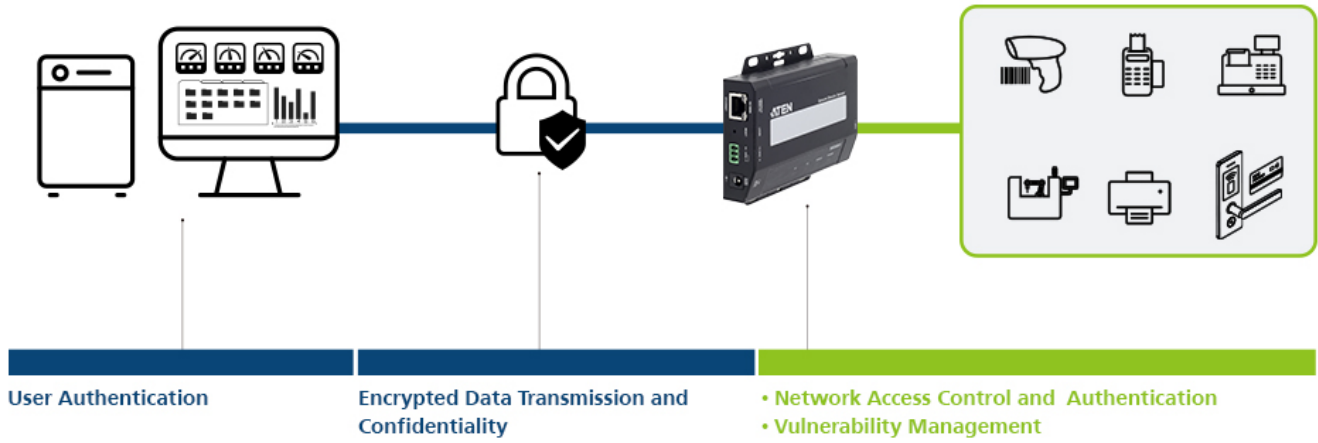 ATEN
User Authentication
Encrypted Data Transmission and
Confidentiality
• Network Access Control and Authentication
• Vulnerability Management